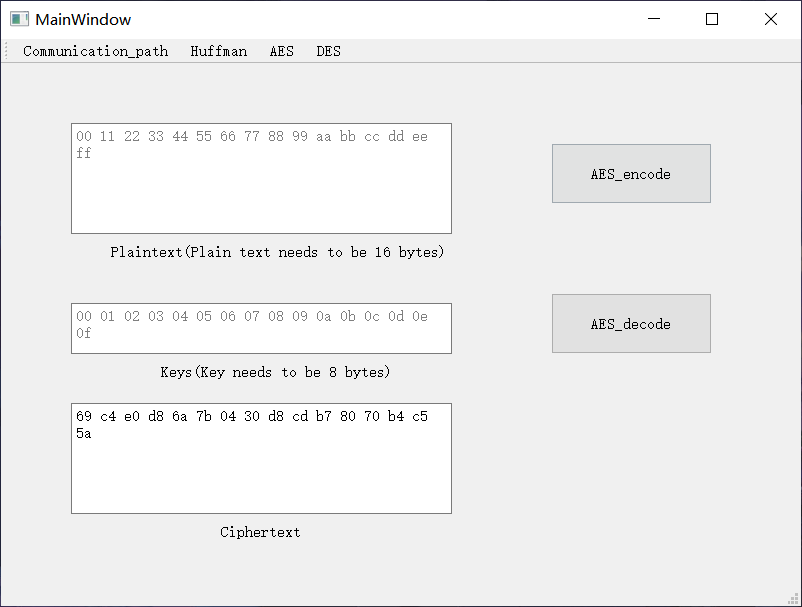 MainWindow
Communication_path Huffman AES DES
00 11 22 33 44 55 66 77 88 99 aa bb cc dd ee
ff
AES_encode
Plaintext(Plain text needs to be 16 bytes)
00 01 02 03 04 05 06 07 08 09 0a 0b 0c 0d 0e
0f
AES_decode
Keys(Key needs to be 8 bytes)
69 c4 e0 d8 6a 7b 04 30 d8 cd b7 80 70 b4 c5
5a
Ciphertext